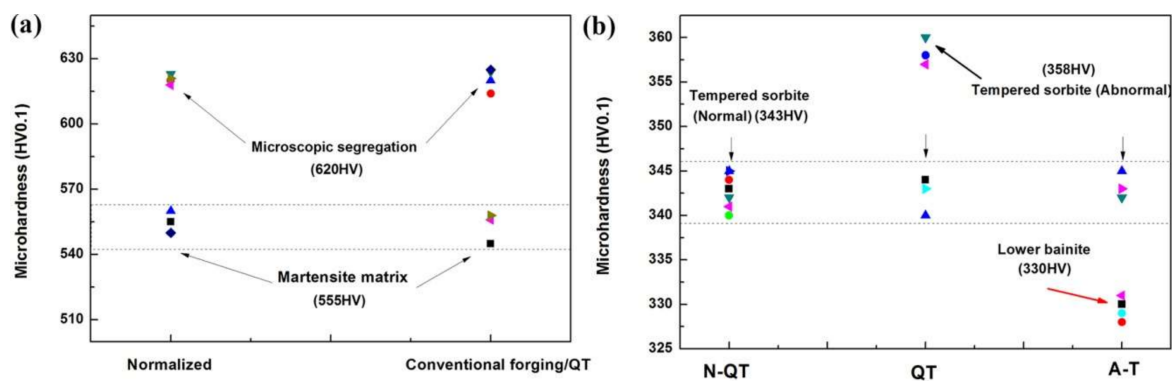 (a)
Microhardness (HV0.1)
630
600
570
540
510
Microscopic segregation
(620HV)
Martensite matrix
(555HV)
Normalized
Conventional forging/QT
(b)
Microhardness (HV0.1)
360
355
350
345
340
335
330
325
(358HV)
Tempered sorbite (Abnormal)
Tempered sorbite
(Normal) (343HV)
Lower bainite
(330HV)
N-QT
QT
A-T